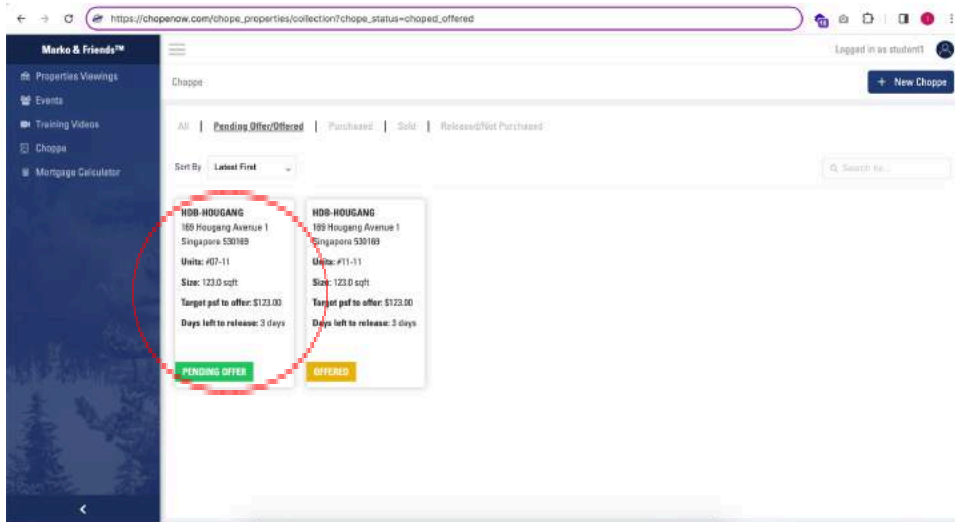 https://chopenow.com/chope_properties/collection?chope_status=choped_offered
Marko & Friends™
Logged in as student1
Properties Viewings
Events
Training Videos
Choppe
Mortgage Calculator
Choppe
+ New Choppe
All | Pending Offer/Offered | Purchased | Sold | Released/Not Purchased
Sort By Latest First
Search
HDB-HOUGANG
169 Hougang Avenue 1
Singapore 530169
Units: #07-11
Size: 123.0 sqft
Target psf to offer: $123.00
Days left to release: 3 days
PENDING OFFER
HDB-HOUGANG
169 Hougang Avenue 1
Singapore 530169
Units: #11-11
Size: 123.0 sqft
Target psf to offer: $123.00
Days left to release: 3 days
OFFERED